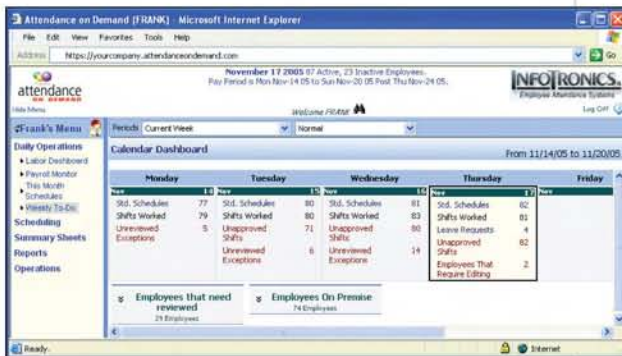 Attendance on Demand [FRANK] - Microsoft Internet Explorer
File Edit View Favorites Tools Help
Address https://yourcompany.attendanceondemand.com Go
attendance
ON DEMAND
November 17 2005 87 Active, 23 Inactive Employees.
Pay Period is Mon Nov-14 05 to Sun Nov-20 05 Post Thu Nov-24 05.
INFOTRONICS.
Employee Attendance Systems
Hide Menu Welcome FRANK Log Off
Frank's Menu Periods Current Week Normal
Daily Operations
Labor Dashboard
Payroll Monitor
This Month Schedules
Weekly To-Do
Scheduling
Summary Sheets
Reports
Operations
Calendar Dashboard From 11/14/05 to 11/20/05
Monday Tuesday Wednesday Thursday Friday
Nov 14 Nov 15 Nov 16 Nov 17 Nov
Std. Schedules 77 Std. Schedules 80 Std. Schedules 81 Std. Schedules 82
Shifts Worked 79 Shifts Worked 80 Shifts Worked 83 Shifts Worked 81
Unreviewed Exceptions 5 Unapproved Shifts 71 Unapproved Shifts 80 Leave Requests 4
Unreviewed Exceptions 6 Unreviewed Exceptions 14 Unapproved Shifts 82
Employees That Require Editing 2
Employees that need reviewed
29 Employees
Employees On Premise
74 Employees
Ready. Internet